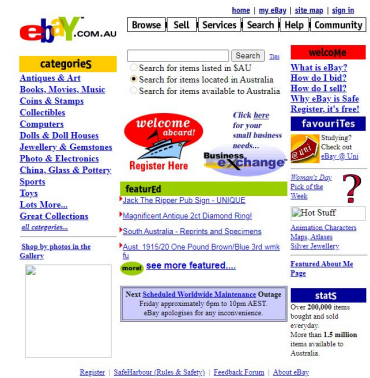 home | my eBay | site map | sign in
ebaY.COM.AU
Browse Sell Services Search Help Community
Search Tips
Search for items listed in $AU
Search for items located in Australia
Search for items available to Australia
categorieS
Antiques & Art
Books, Movies, Music
Coins & Stamps
Collectibles
Computers
Dolls & Doll Houses
Jewellery & Gemstones
Photo & Electronics
China, Glass & Pottery
Sports
Toys
Lots More...
Great Collections
all categories...
Shop by photos in the
Gallery
welcome
aboard!
Register Here
Click here
for your
small business
needs...
Business
eXchange
featurEd
Jack The Ripper Pub Sign - UNIQUE
Magnificent Antique 2ct Diamond Ring!
South Australia - Reprints and Specimens
Aust. 1915/20 One Pound Brown/Blue 3rd wmk
fu
more! see more featured....
Next Scheduled Worldwide Maintenance Outage
Friday approximately 6pm to 10pm AEST.
eBay apologises for any inconvenience.
welcoMe
What is eBay?
How do I bid?
How do I sell?
Why eBay is Safe
Register, it's free!
favouriTes
Studying?
Check out
eBay @ Uni
Woman's Day
Pick of the
Week
?
Hot Stuff
Animation Characters
Maps, Atlases
Silver Jewellery
Featured About Me
Page
statS
Over 200,000 items
bought and sold
everyday.
More than 1.5 million
items available to
Australia.
Register | SafeHarbour (Rules & Safety) | Feedback Forum | About eBay